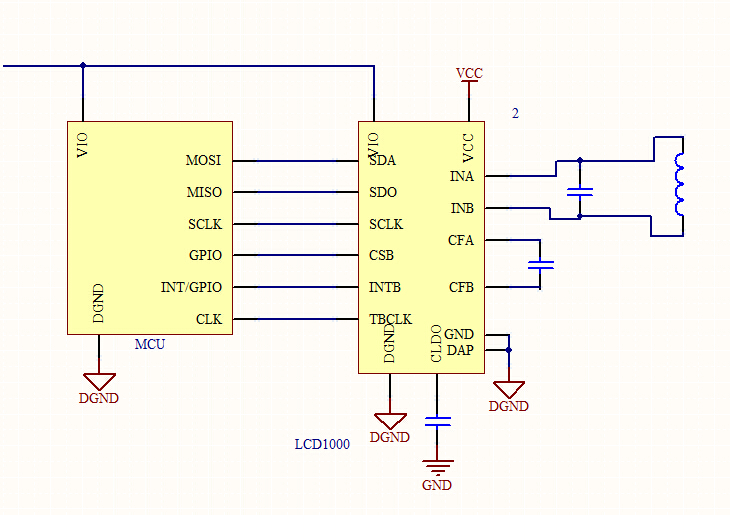 VCC
2
VIO
VIO
VCC
MOSI
SDA
INA
MISO
SDO
INB
SCLK
SCLK
CFA
GPIO
CSB
INT/GPIO
INTB
CFB
CLK
TBCLK
DGND
DGND
CLDO
GND
DAP
MCU
DGND
DGND
DGND
LCD1000
GND